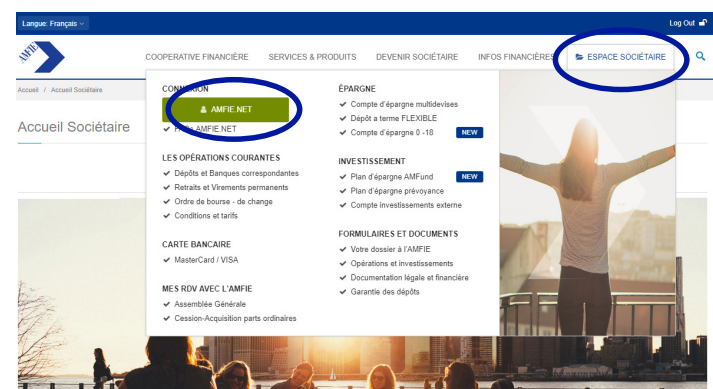 Langue: Français
Log Out
AMFIE
COOPERATIVE FINANCIÈRE SERVICES & PRODUITS DEVENIR SOCIÉTAIRE INFOS FINANCIÈRES ESPACE SOCIÉTAIRE
Accueil / Accueil Sociétaire
Accueil Sociétaire
CONNEXION
AMFIE.NET
AMFIE.NET
LES OPÉRATIONS COURANTES
Dépôts et Banques correspondantes
Retraits et Virements permanents
Ordre de bourse - de change
Conditions et tarifs
CARTE BANCAIRE
MasterCard / VISA
MES RDV AVEC L'AMFIE
Assemblée Générale
Cession-Acquisition parts ordinaires
ÉPARGNE
Compte d'épargne multidevises
Dépôt a terme FLEXIBLE
Compte d'épargne 0 -18 NEW
INVESTISSEMENT
Plan d'épargne AMFund NEW
Plan d'épargne prévoyance
Compte investissements externe
FORMULAIRES ET DOCUMENTS
Votre dossier à l'AMFIE
Opérations et investissements
Documentation légale et financière
Garantie des dépôts